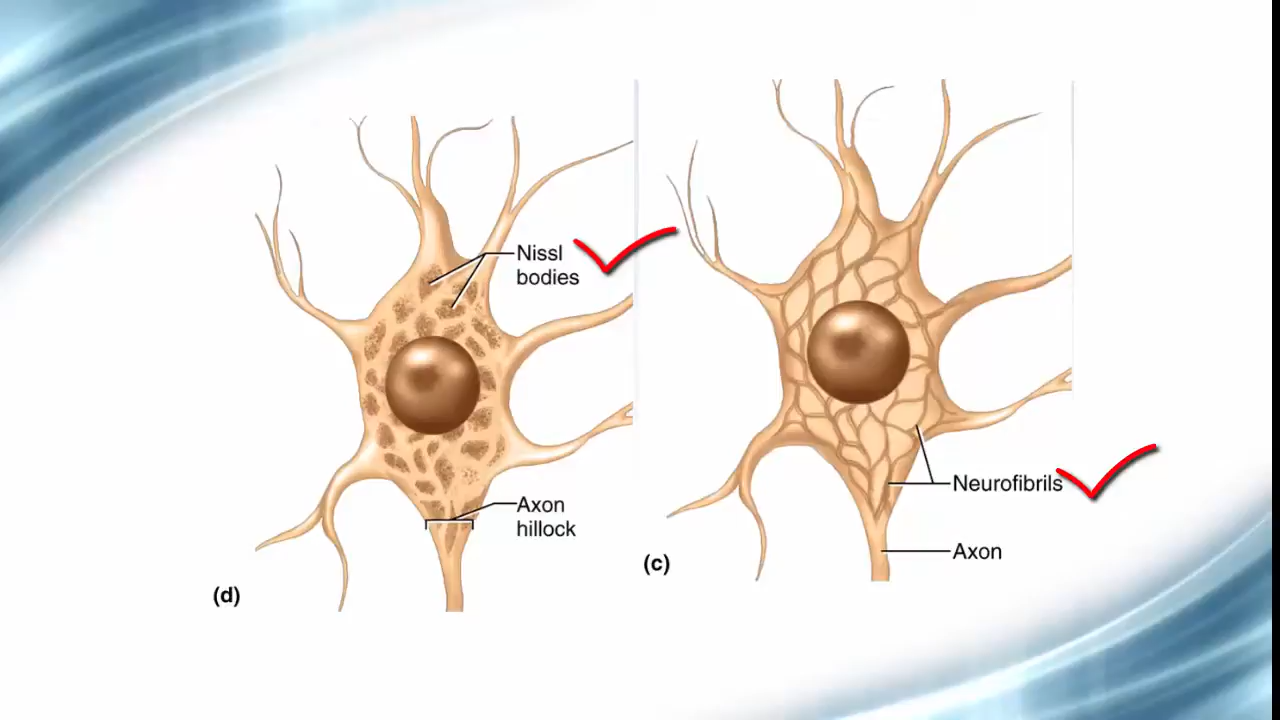 Nissl
bodies
Axon
hillock
(d)
Neurofibrils
Axon
(c)